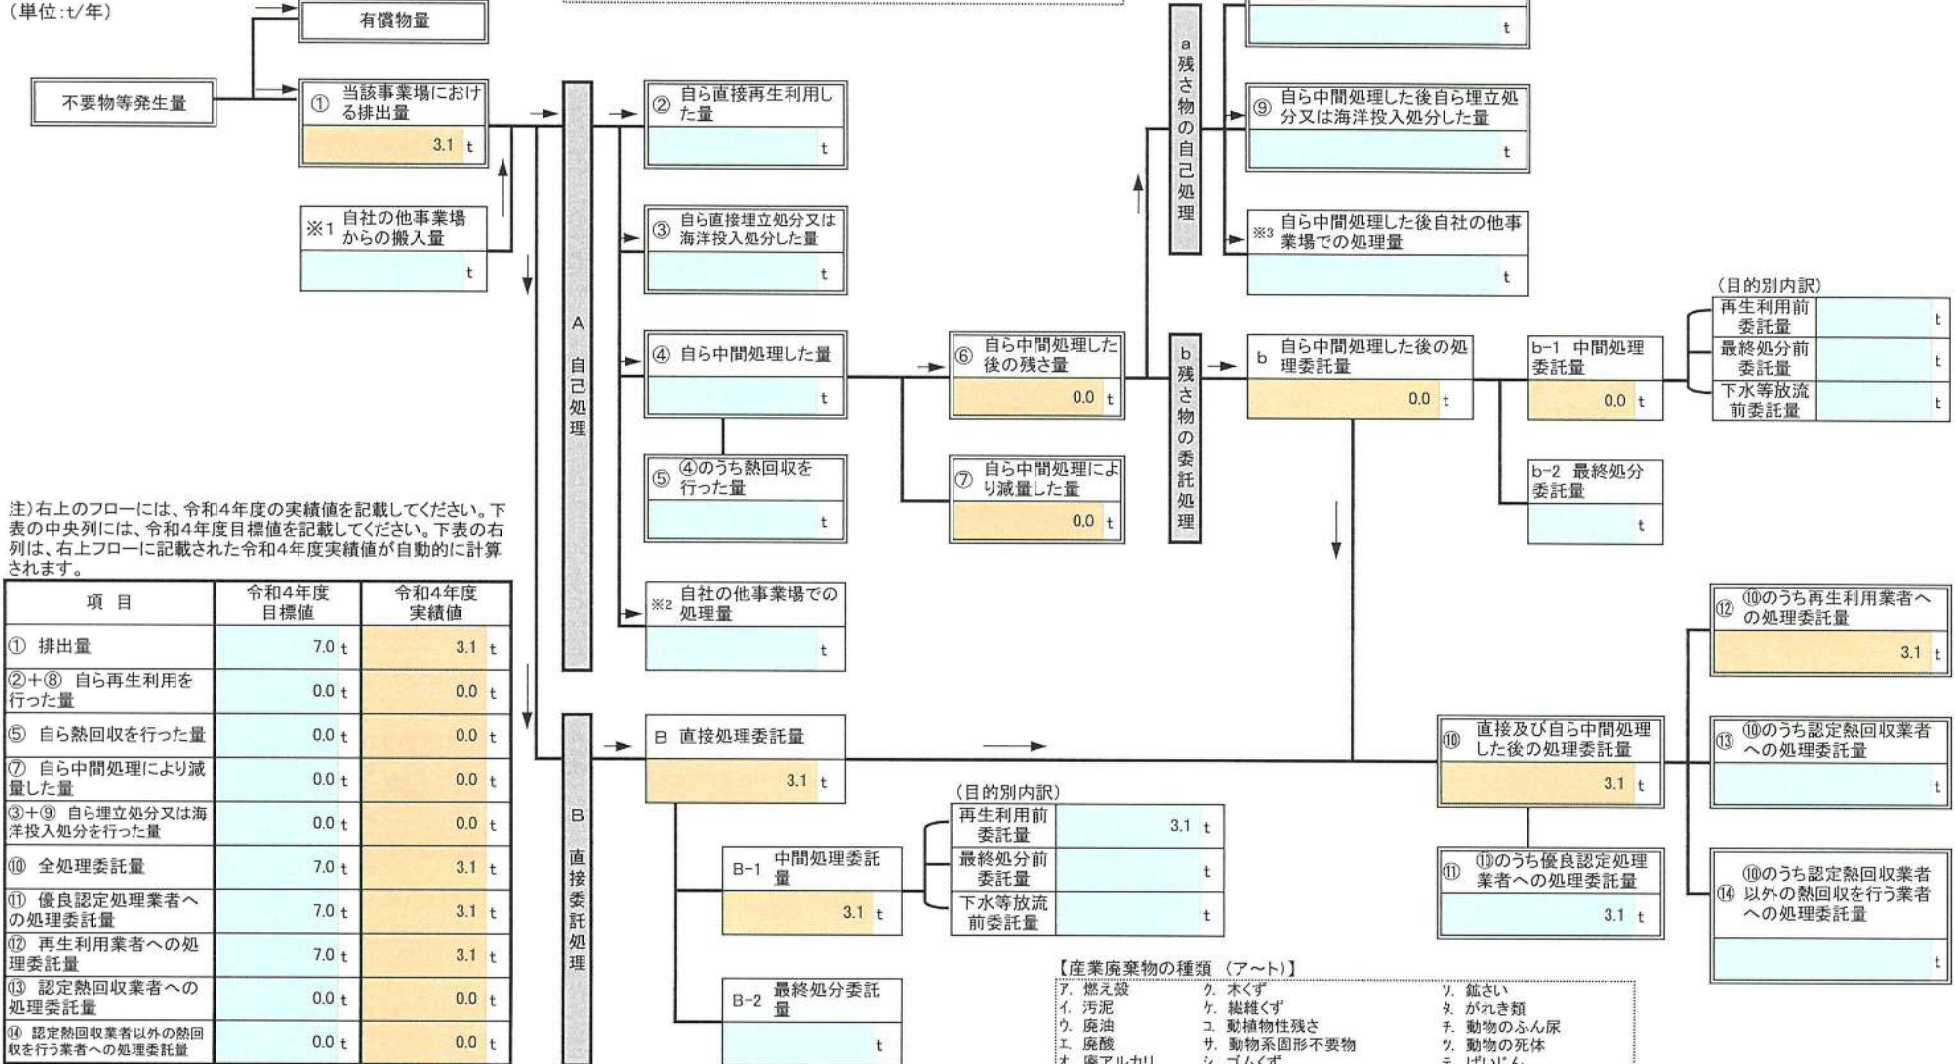 (単位:t/年)
有償物量
不要物等発生量
① 当該事業場におけ
る排出量
3.1 t
※1 自社の他事業場
からの搬入量
t
A 自己処理
② 自ら直接再生利用し
た量
t
③ 自ら直接埋立処分又は
海洋投入処分した量
t
④ 自ら中間処理した量
t
⑤ ④のうち熱回収を
行った量
t
※2 自社の他事業場での
処理量
t
⑥ 自ら中間処理した
後の残さ量
0.0 t
⑦ 自ら中間処理によ
り減量した量
0.0 t
a 残さ物の自己処理
t
⑨ 自ら中間処理した後自ら埋立処
分又は海洋投入処分した量
t
※3 自ら中間処理した後自社の他事
業場での処理量
t
b 残さ物の委託処理
b 自ら中間処理した後の処
理委託量
0.0 t
b-1 中間処理
委託量
0.0 t
(目的別内訳)
再生利用前
委託量
t
最終処分前
委託量
t
下水等放流
前委託量
t
b-2 最終処分
委託量
t
注)右上のフローには、令和4年度の実績値を記載してください。下
表の中央列には、令和4年度目標値を記載してください。下表の右
列は、右上フローに記載された令和4年度実績値が自動的に計算
されます。
項 目 令和4年度
目標値 令和4年度
実績値
① 排出量 7.0 t 3.1 t
②+⑧ 自ら再生利用を
行った量 0.0 t 0.0 t
⑤ 自ら熱回収を行った量 0.0 t 0.0 t
⑦ 自ら中間処理により減
量した量 0.0 t 0.0 t
③+⑨ 自ら埋立処分又は海
洋投入処分を行った量 0.0 t 0.0 t
⑩ 全処理委託量 7.0 t 3.1 t
⑪ 優良認定処理業者へ
の処理委託量 7.0 t 3.1 t
⑫ 再生利用業者への処
理委託量 7.0 t 3.1 t
⑬ 認定熱回収業者への
処理委託量 0.0 t 0.0 t
⑭ 認定熱回収業者以外の熱回
収を行う業者への処理委託量 0.0 t 0.0 t
B 直接委託処理
B 直接処理委託量
3.1 t
B-1 中間処理委託
量
3.1 t
(目的別内訳)
再生利用前
委託量 3.1 t
最終処分前
委託量 t
下水等放流
前委託量 t
B-2 最終処分委託
量
t
⑩ 直接及び自ら中間処理
した後の処理委託量
3.1 t
⑪ ⑩のうち優良認定処理
業者への処理委託量
3.1 t
⑫ ⑩のうち再生利用業者へ
の処理委託量
3.1 t
⑬ ⑩のうち認定熱回収業者
への処理委託量
t
⑭ ⑩のうち認定熱回収業者
以外の熱回収を行う業者
への処理委託量
t
【産業廃棄物の種類 (ア~ト)】
ア. 燃え殻 ク. 木くず ソ. 鉱さい
イ. 汚泥 ケ. 繊維くず タ. がれき類
ウ. 廃油 コ. 動植物性残さ チ. 動物のふん尿
エ. 廃酸 サ. 動物系固形不要物 ツ. 動物の死体
オ. 廃アルカリ シ. ゴムくず テ. ばいじん